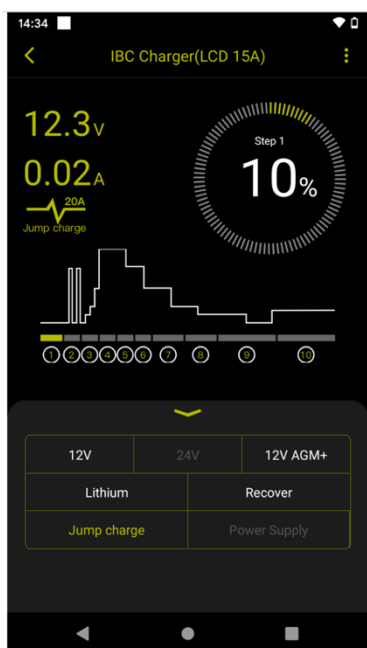 14:34
IBC Charger(LCD 15A)
12.3V
0.02A
20A
Jump charge
Step 1
10%
1 2 3 4 5 6 7 8 9 10
12V 24V 12V AGM+
Lithium Recover
Jump charge Power Supply